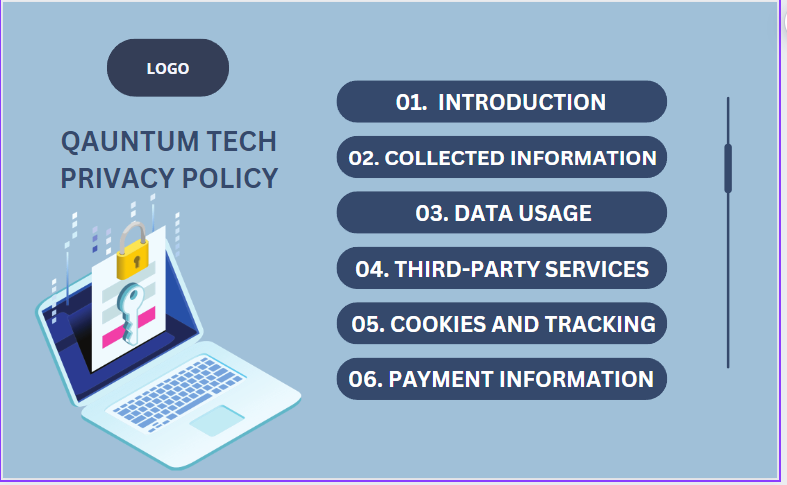 LOGO
QAUNTUM TECH
PRIVACY POLICY
01. INTRODUCTION
02. COLLECTED INFORMATION
03. DATA USAGE
04. THIRD-PARTY SERVICES
05. COOKIES AND TRACKING
06. PAYMENT INFORMATION